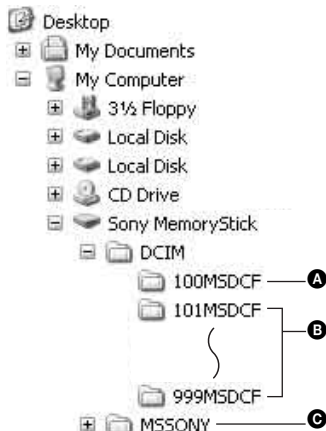 Desktop
My Documents
My Computer
3½ Floppy
Local Disk
Local Disk
CD Drive
Sony MemoryStick
DCIM
100MSDCF A
101MSDCF
B
999MSDCF
MSSONY C